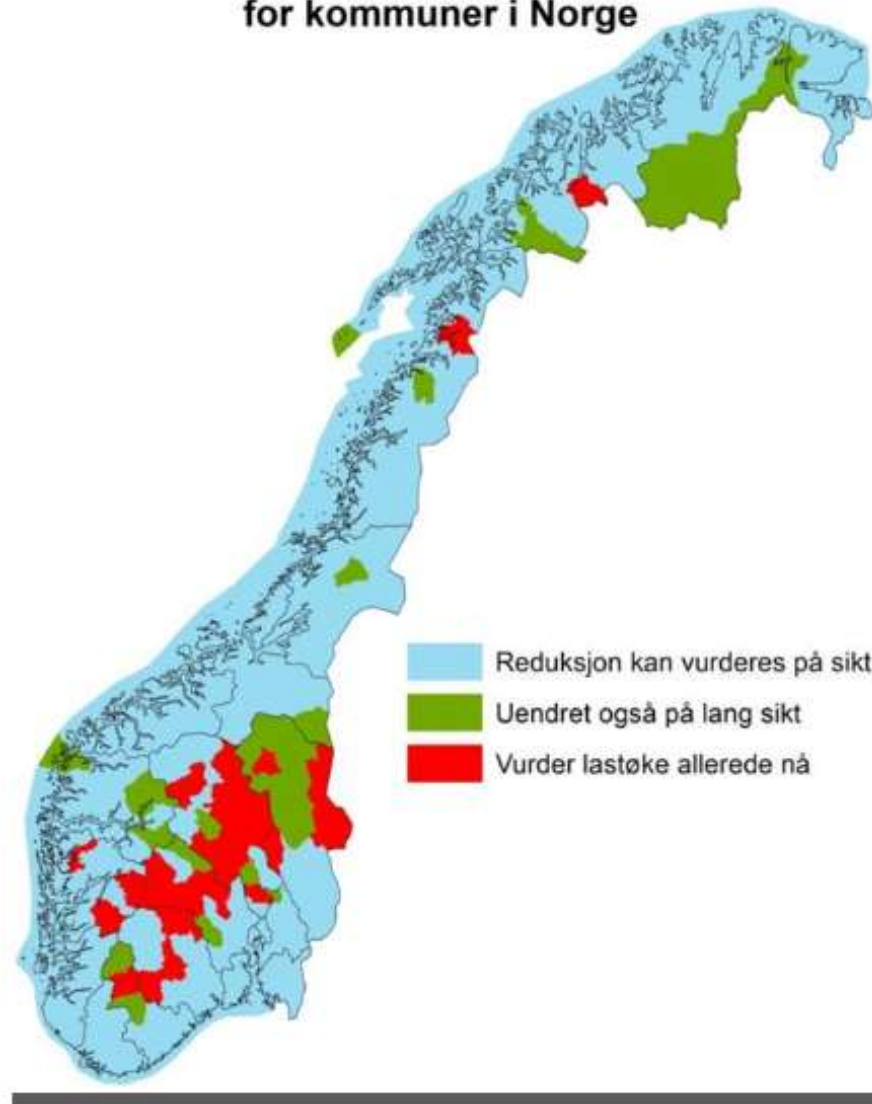 for kommuner i Norge
Reduksjon kan vurderes på sikt
Uendret også på lang sikt
Vurder lastøke allerede nå